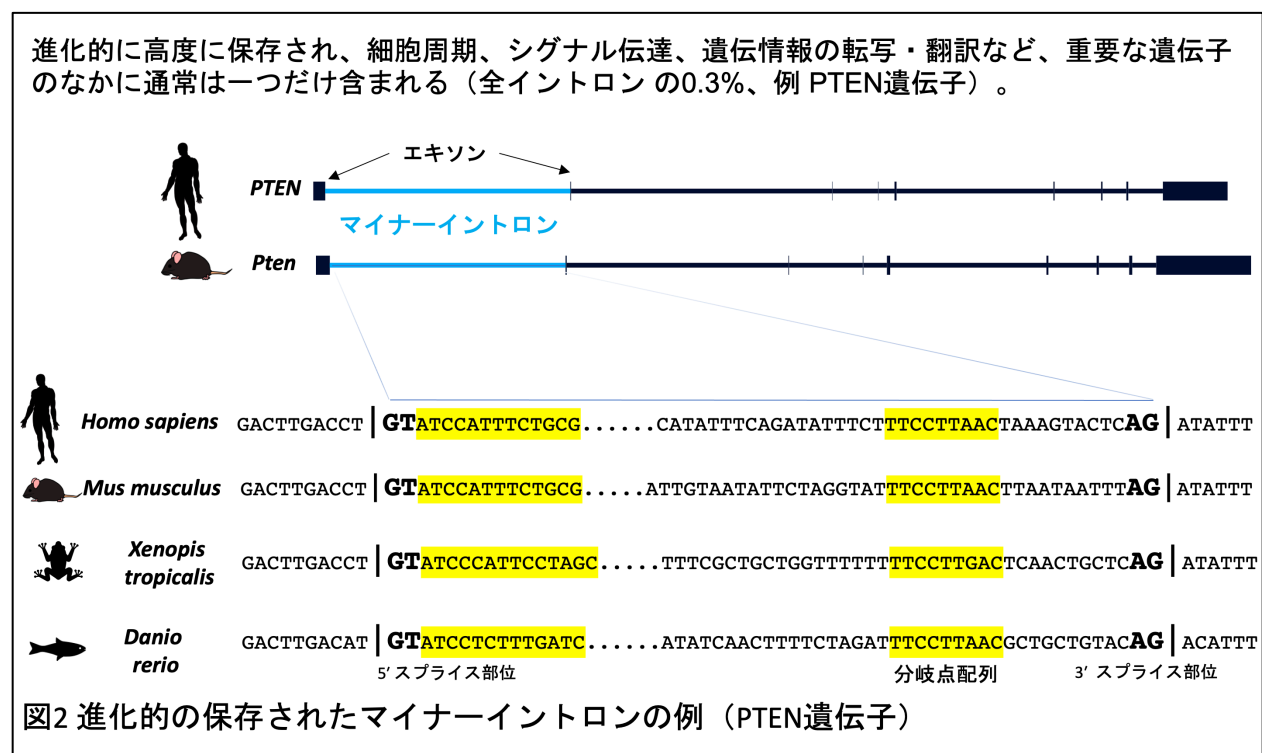 進化的に高度に保存され、細胞周期、シグナル伝達、遺伝情報の転写・翻訳など、重要な遺伝子
のなかに通常は一つだけ含まれる（全イントロン の0.3%、例 PTEN遺伝子）。
エキソン
PTEN
マイナーイントロン
Pten
Homo sapiens GACTTGACCT|GTATCCATTTCTGCG......CATATTTCAGATATTTCTTTCCTTAACTAAAGTACTCAG|ATATTT
Mus musculus GACTTGACCT|GTATCCATTTCTGCG.....ATTGTAATATTCTAGGTATTTCCTTAACTTAATAATTTAG|ATATTT
Xenopis
tropicalis GACTTGACCT|GTATCCCATTCCTAGC.....TTTCGCTGCTGGTTTTTTTTCCTTGACTCAACTGCTCAG|ATATTT
Danio
rerio GACTTGACAT|GTATCCTCTTTGATC.....ATATCAACTTTTCTAGATTTCCTTAACGCTGCTGTACAG|ACATTT
5′ スプライス部位 分岐点配列 3′ スプライス部位
図2 進化的の保存されたマイナーイントロンの例（PTEN遺伝子）